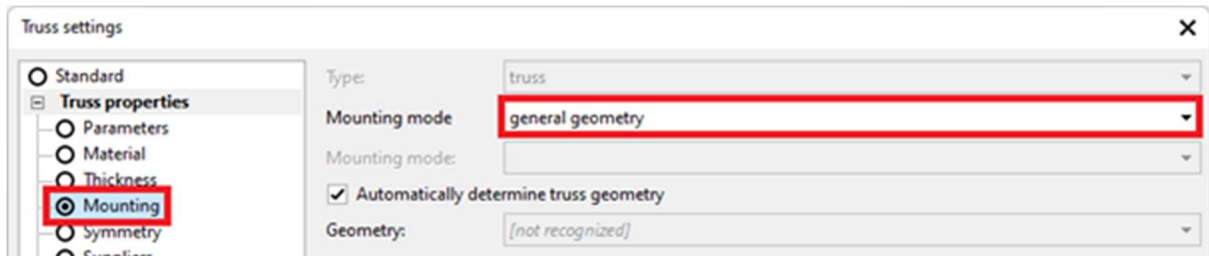 Truss settings
Standard
Truss properties
Parameters
Material
Thickness
Mounting
Symmetry
Suppliers
Type:
truss
Mounting mode
general geometry
Mounting mode:
Automatically determine truss geometry
Geometry:
[not recognized]